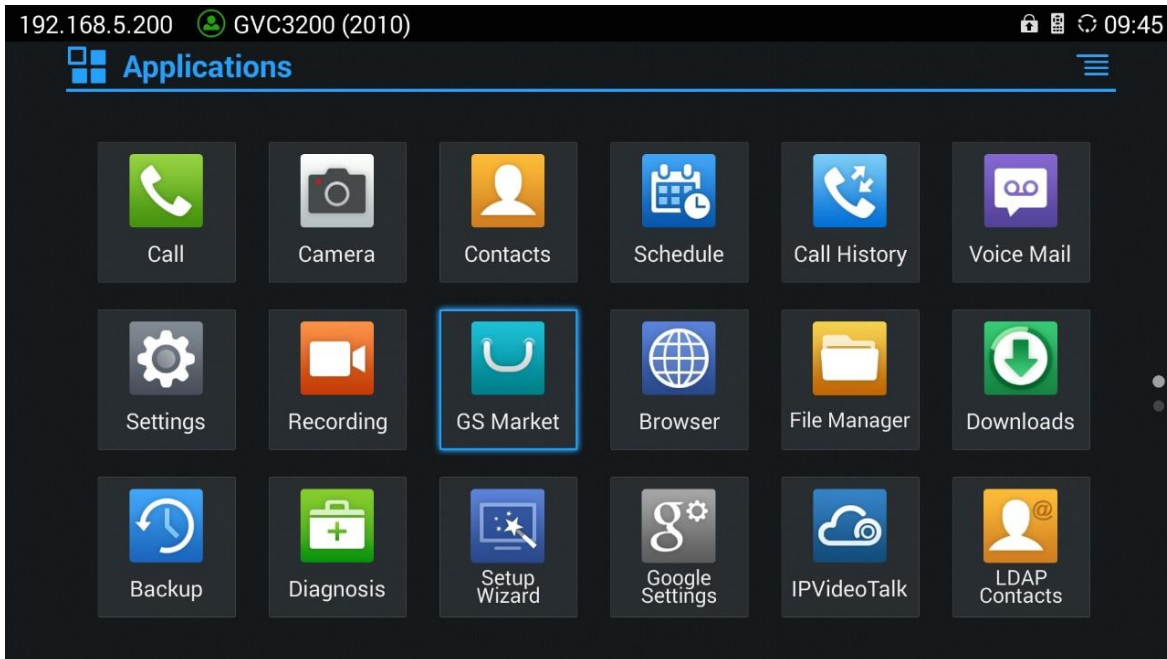 192.168.5.200 GVC3200 (2010) 09:45
Applications
Call Camera Contacts Schedule Call History Voice Mail
Settings Recording GS Market Browser File Manager Downloads
Backup Diagnosis Setup Wizard Google Settings IPVideoTalk LDAP Contacts